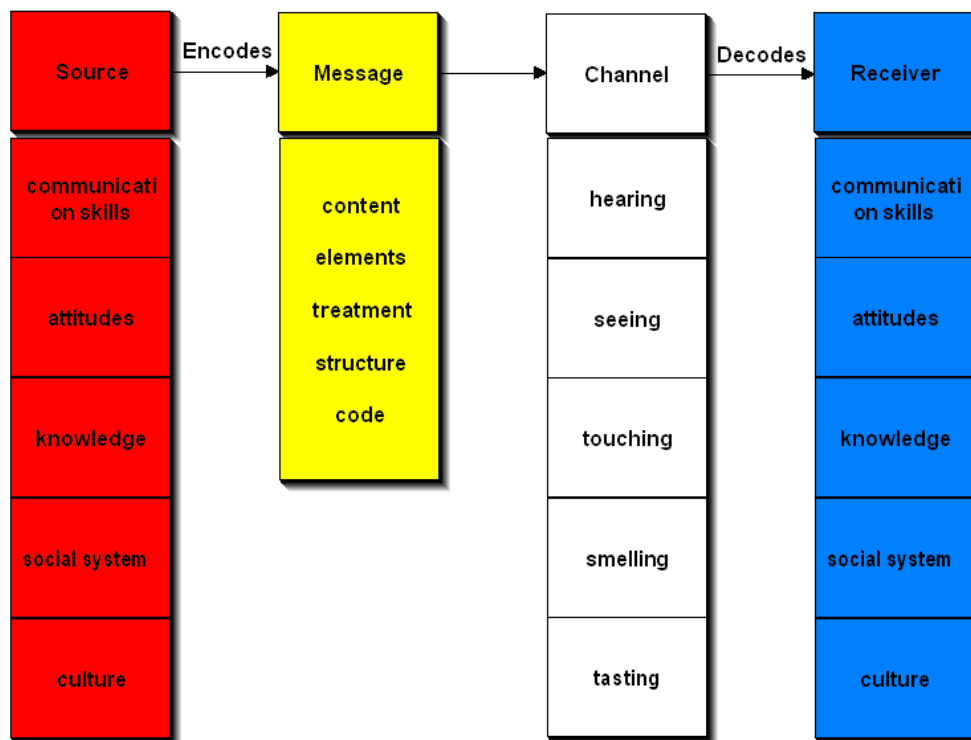 Source
Encodes
Message
Channel
Decodes
Receiver
communicati
on skills
attitudes
knowledge
social system
culture
content
elements
treatment
structure
code
hearing
seeing
touching
smelling
tasting
communicati
on skills
attitudes
knowledge
social system
culture